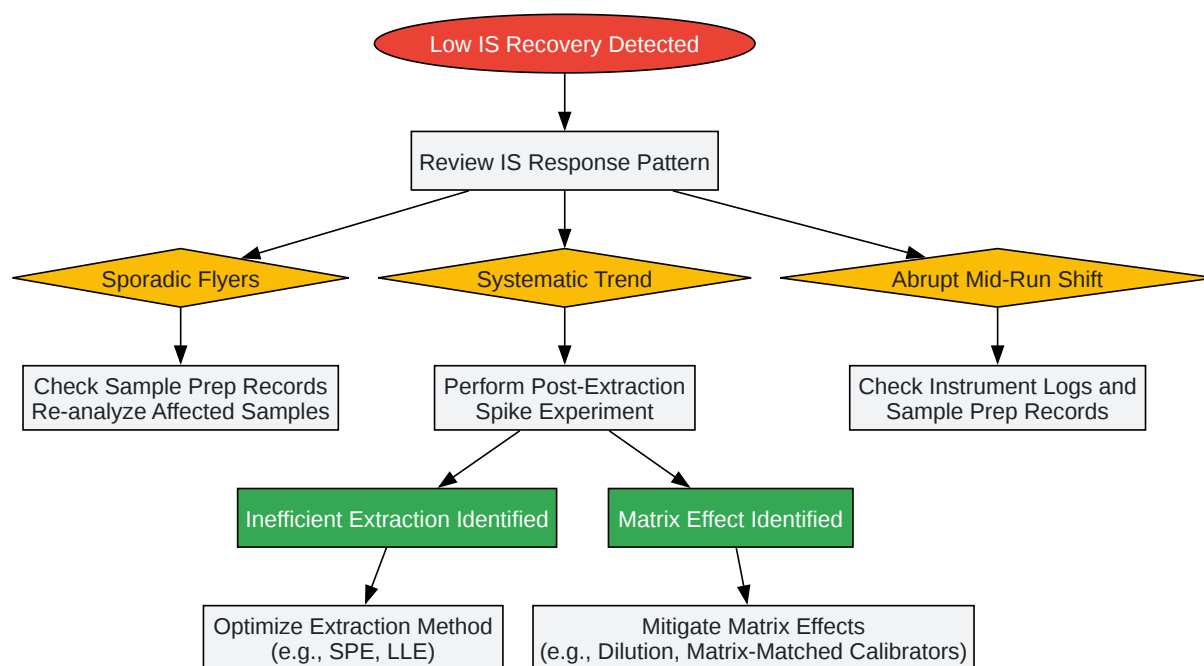 Low IS Recovery Detected
Review IS Response Pattern
Sporadic Flyers
Systematic Trend
Abrupt Mid-Run Shift
Check Sample Prep Records
Re-analyze Affected Samples
Perform Post-Extraction
Spike Experiment
Check Instrument Logs and
Sample Prep Records
Inefficient Extraction Identified
Matrix Effect Identified
Optimize Extraction Method
(e.g., SPE, LLE)
Mitigate Matrix Effects
(e.g., Dilution, Matrix-Matched Calibrators)